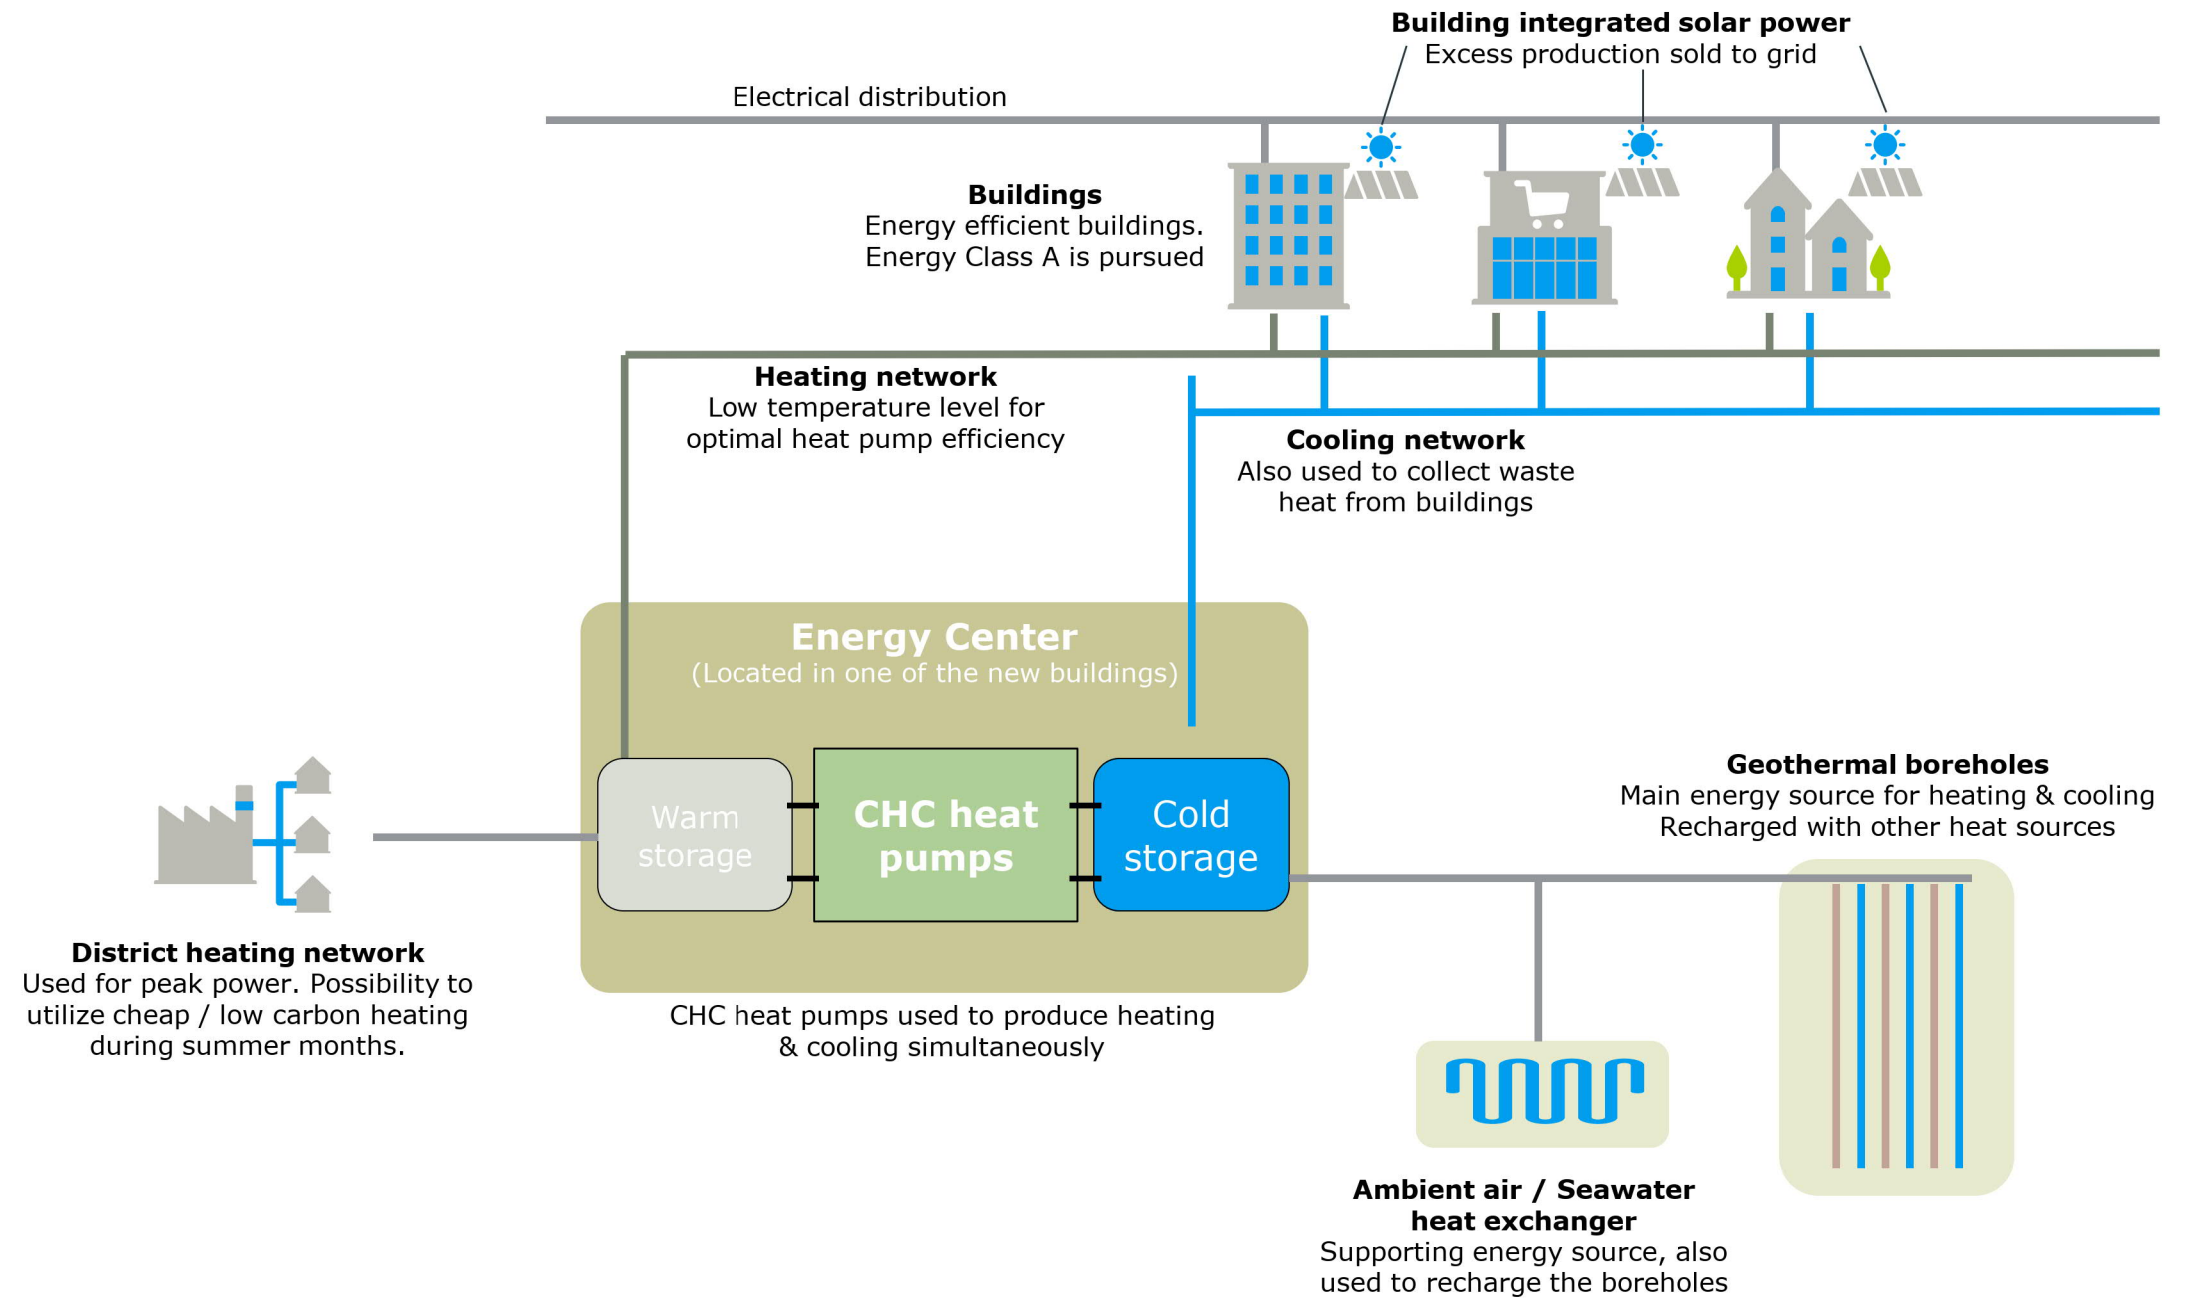 Building integrated solar power
Excess production sold to grid
Electrical distribution
Buildings
Energy efficient buildings.
Energy Class A is pursued
Heating network
Low temperature level for
optimal heat pump efficiency
Cooling network
Also used to collect waste
heat from buildings
Energy Center
(Located in one of the new buildings)
Warm
storage
CHC heat
pumps
Cold
storage
CHC heat pumps used to produce heating
& cooling simultaneously
District heating network
Used for peak power. Possibility to
utilize cheap / low carbon heating
during summer months.
Geothermal boreholes
Main energy source for heating & cooling
Recharged with other heat sources
Ambient air / Seawater
heat exchanger
Supporting energy source, also
used to recharge the boreholes